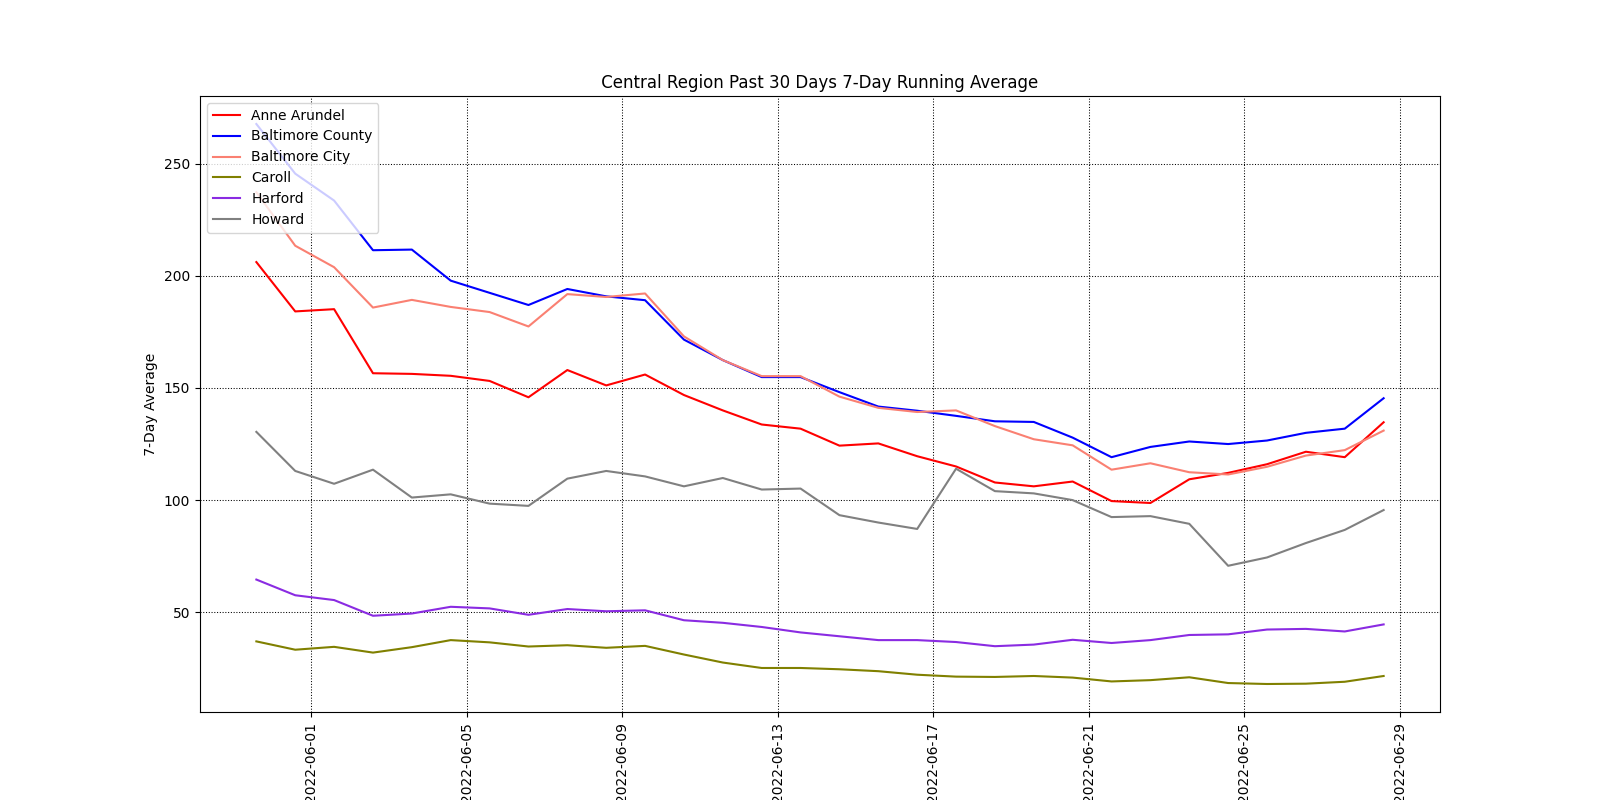 Central Region Past 30 Days 7-Day Running Average
Anne Arundel
Baltimore County
Baltimore City
Caroll
Harford
Howard
250
200
150
100
50
7-Day Average
2022-06-01
2022-06-05
2022-06-09
2022-06-13
2022-06-17
2022-06-21
2022-06-25
2022-06-29